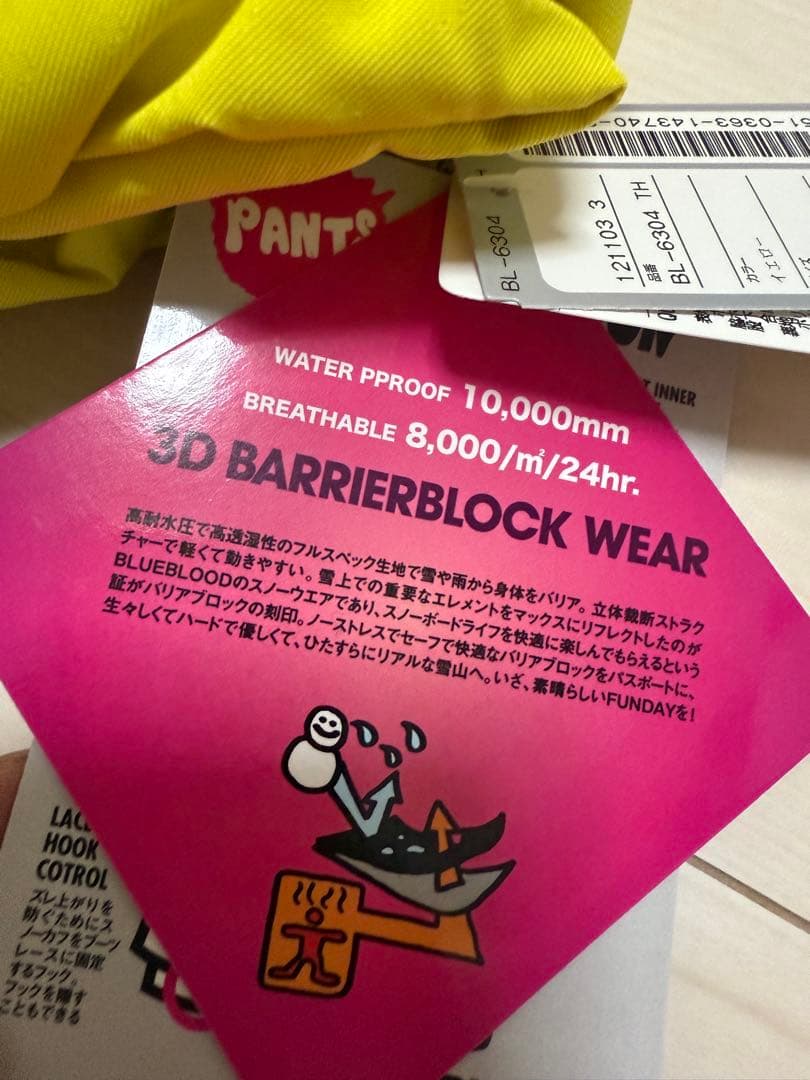 PANTS
51-0363-143740-
BL-6304
121103 3
品番
BL-6304 TH
カラー
イエロー
INNER
WATER PPROOF 10,000mm
BREATHABLE 8,000/㎡/24hr.
3D BARRIERBLOCK WEAR
高耐水圧で高透湿性のフルスペック生地で雪や雨から身体をバリア。立体裁断ストラク
チャーで軽くて動きやすい。雪上での重要なエレメントをマックスにリフレクトしたのが
BLUEBLOODのスノーウエアであり、スノーボードライフを快適に楽しんでもらえるという
証がバリアブロックの刻印。ノーストレスでセーフで快適なバリアブロックをパスポートに、
生々しくてハードで優しくて、ひたすらにリアルな雪山へ。いざ、素晴らしいFUNDAYを!
LACE
HOOK
COTROL
ズレ上がりを
防ぐためにス
ノーカフをブーツ
レースに固定
するフック。
フックを隠す
こともできる